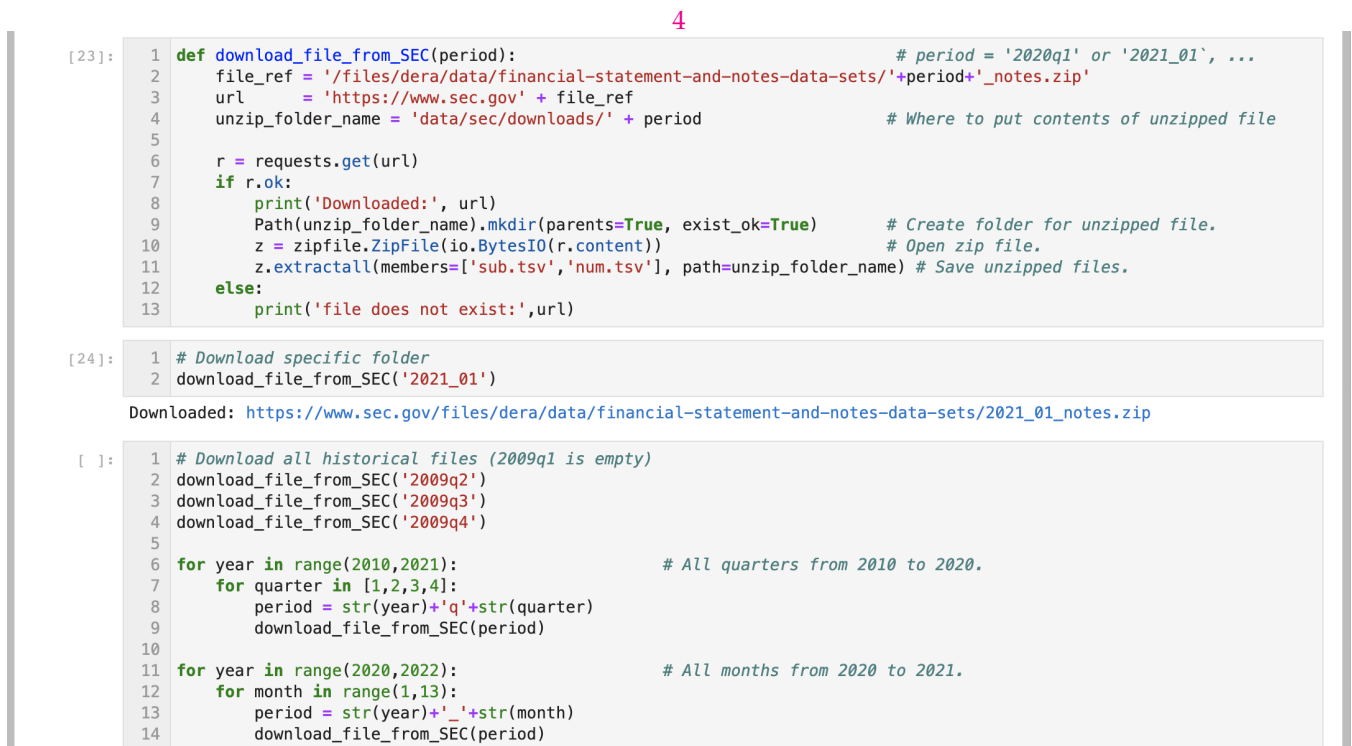 4
[23]:
1 def download_file_from_SEC(period): # period = '2020q1' or '2021_01`, ...
2     file_ref = '/files/dera/data/financial-statement-and-notes-data-sets/'+period+'_notes.zip'
3     url      = 'https://www.sec.gov' + file_ref
4     unzip_folder_name = 'data/sec/downloads/' + period # Where to put contents of unzipped file
5
6     r = requests.get(url)
7     if r.ok:
8         print('Downloaded:', url)
9         Path(unzip_folder_name).mkdir(parents=True, exist_ok=True) # Create folder for unzipped file.
10         z = zipfile.ZipFile(io.BytesIO(r.content)) # Open zip file.
11         z.extractall(members=['sub.tsv','num.tsv'], path=unzip_folder_name) # Save unzipped files.
12     else:
13         print('file does not exist:',url)
[24]:
1 # Download specific folder
2 download_file_from_SEC('2021_01')
Downloaded: https://www.sec.gov/files/dera/data/financial-statement-and-notes-data-sets/2021_01_notes.zip
[ ]:
1 # Download all historical files (2009q1 is empty)
2 download_file_from_SEC('2009q2')
3 download_file_from_SEC('2009q3')
4 download_file_from_SEC('2009q4')
5
6 for year in range(2010,2021): # All quarters from 2010 to 2020.
7     for quarter in [1,2,3,4]:
8         period = str(year)+'q'+str(quarter)
9         download_file_from_SEC(period)
10
11 for year in range(2020,2022): # All months from 2020 to 2021.
12     for month in range(1,13):
13         period = str(year)+'_'+str(month)
14         download_file_from_SEC(period)